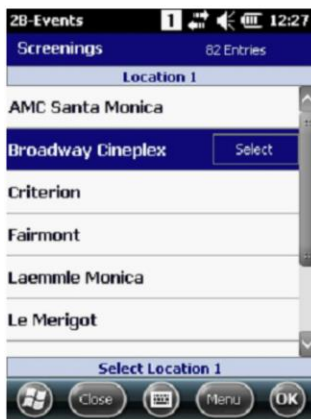 2B-Events 1 12:27
Screenings 82 Entries
Location 1
AMC Santa Monica
Broadway Cineplex Select
Criterion
Fairmont
Laemmle Monica
Le Merigot
Select Location 1
Close Menu OK